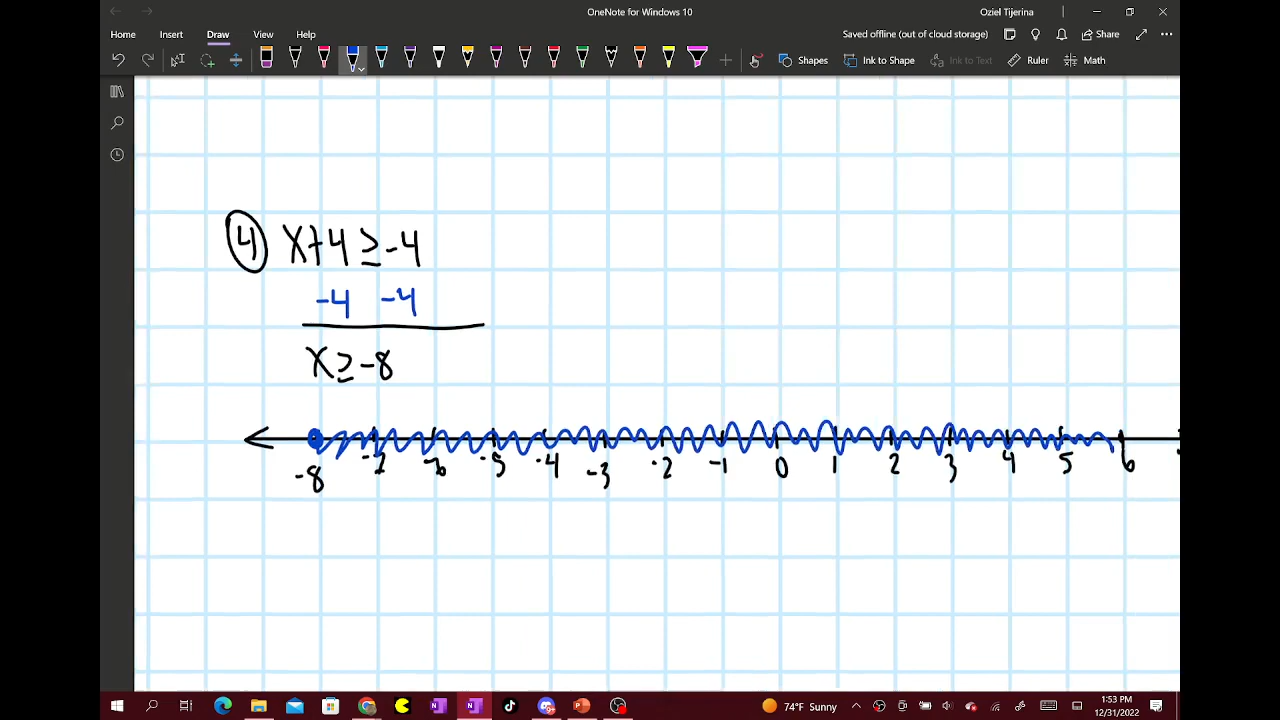 OneNote for Windows 10
Oziel Tijerina
Home Insert Draw View Help
Saved offline (out of cloud storage)
Share
Shapes
Ink to Shape
Ink to Text
Ruler
Math
④ x+4 ≥ -4
-4 -4
x ≥ -8
-8 -7 -6 -5 -4 -3 -2 -1 0 1 2 3 4 5 6
74°F Sunny
1:53 PM
12/31/2022